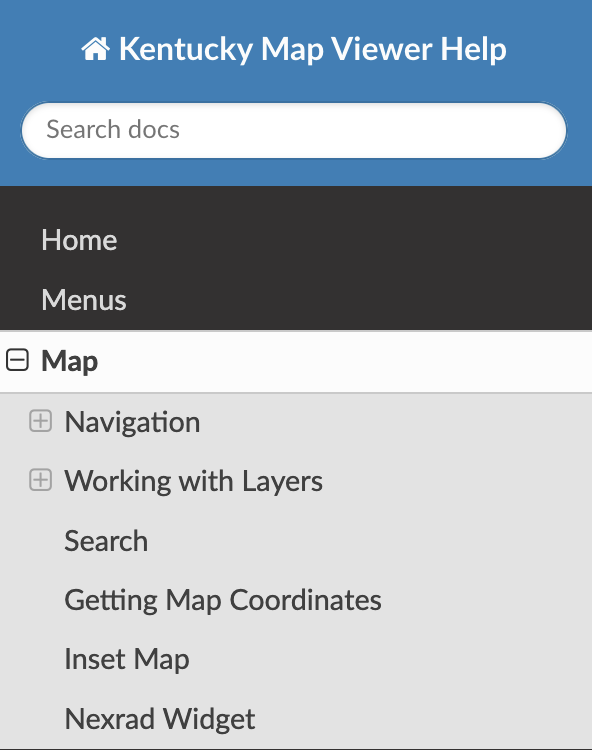 Kentucky Map Viewer Help
Search docs
Home
Menus
Map
Navigation
Working with Layers
Search
Getting Map Coordinates
Inset Map
Nexrad Widget